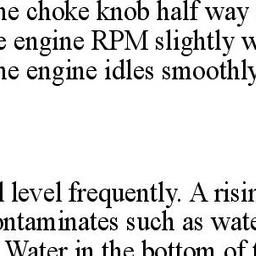 he choke knob half way
e engine RPM slightly w
he engine idles smoothly
l level frequently. A risin
ontaminates such as wate
Water in the bottom of t